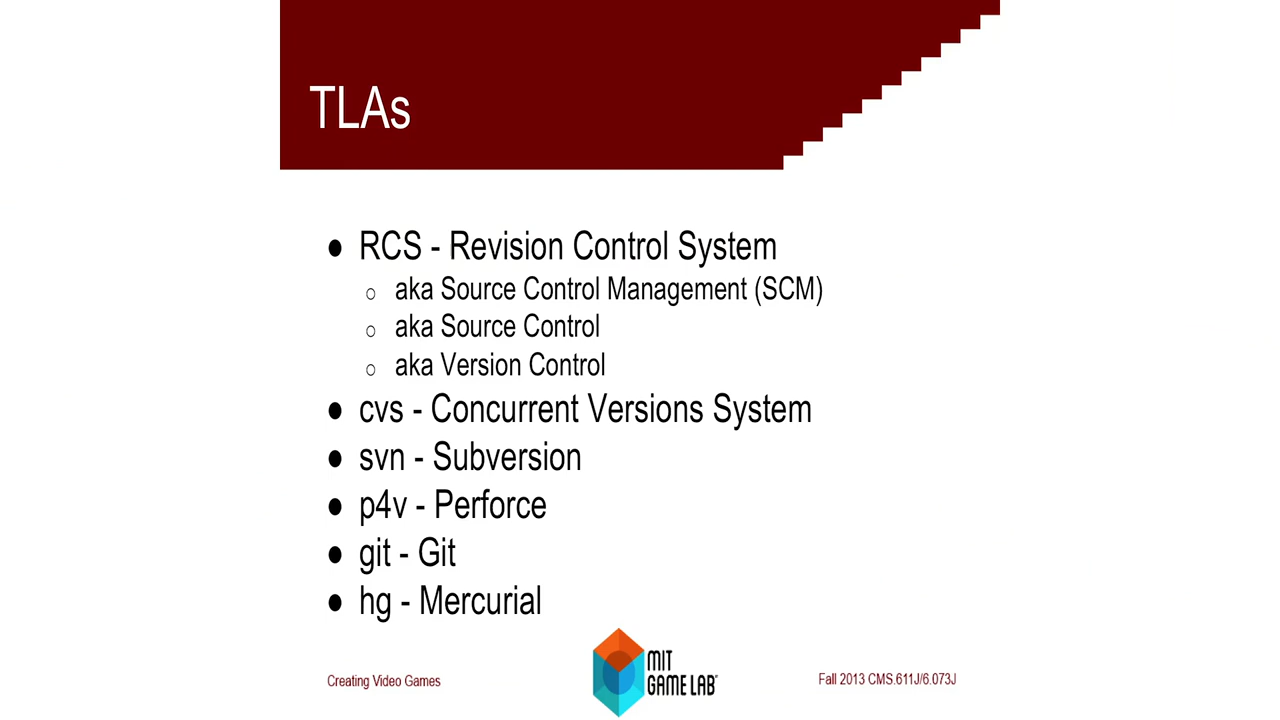 TLAs
● RCS - Revision Control System
○ aka Source Control Management (SCM)
○ aka Source Control
○ aka Version Control
● cvs - Concurrent Versions System
● svn - Subversion
● p4v - Perforce
● git - Git
● hg - Mercurial
Creating Video Games
MIT
GAME LAB
Fall 2013 CMS.611J/6.073J